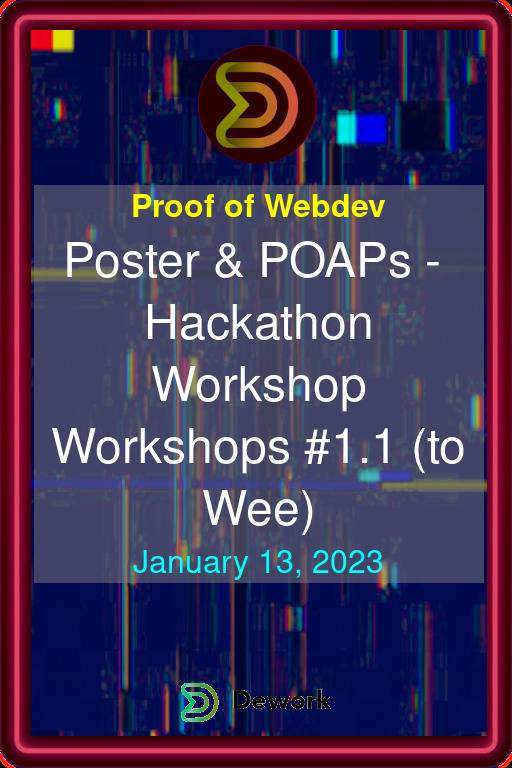 Proof of Webdev
Poster & POAPs -
Hackathon
Workshop
Workshops #1.1 (to
Wee)
January 13, 2023
Dework